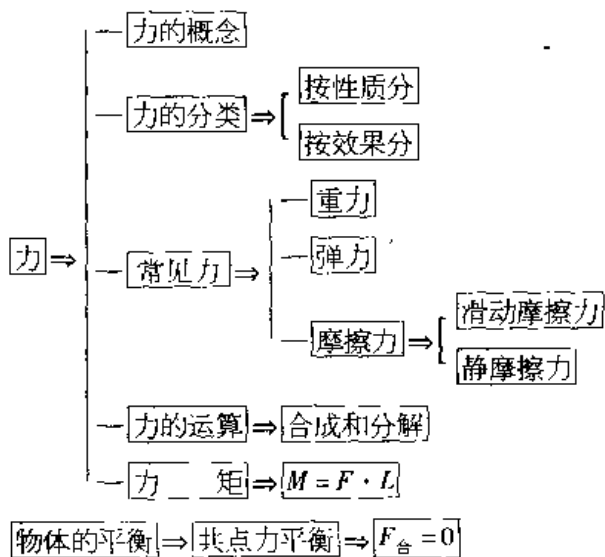 力的概念
力的分类⇒
按性质分
按效果分
力⇒
常见力⇒
重力
弹力
摩擦力⇒
滑动摩擦力
静摩擦力
力的运算⇒合成和分解
力 矩⇒M=F·L
物体的平衡⇒共点力平衡⇒F合=0